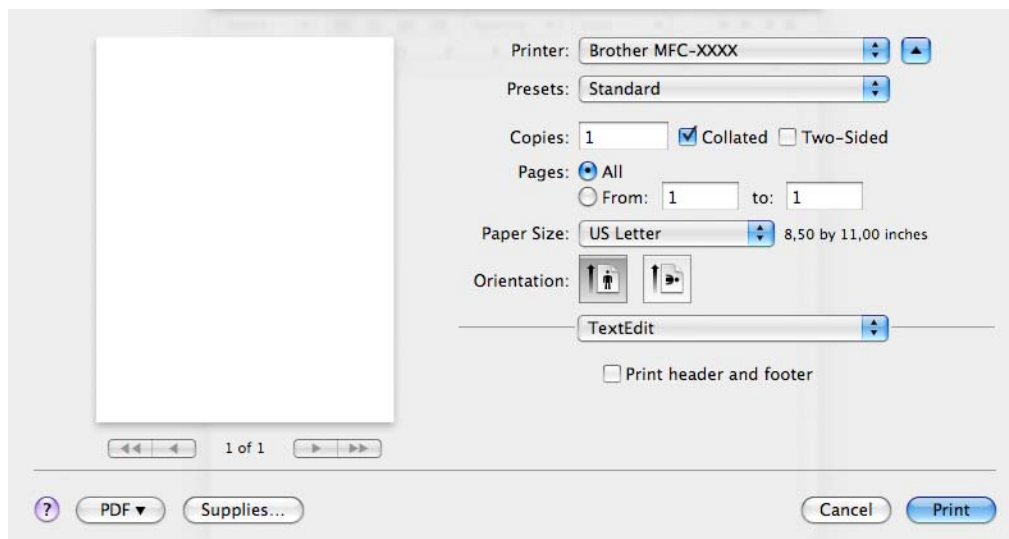 Printer: Brother MFC-XXXX
Presets: Standard
Copies: 1 Collated Two-Sided
Pages: All
From: 1 to: 1
Paper Size: US Letter 8,50 by 11,00 inches
Orientation:
TextEdit
Print header and footer
1 of 1
? PDF▼ Supplies... Cancel Print